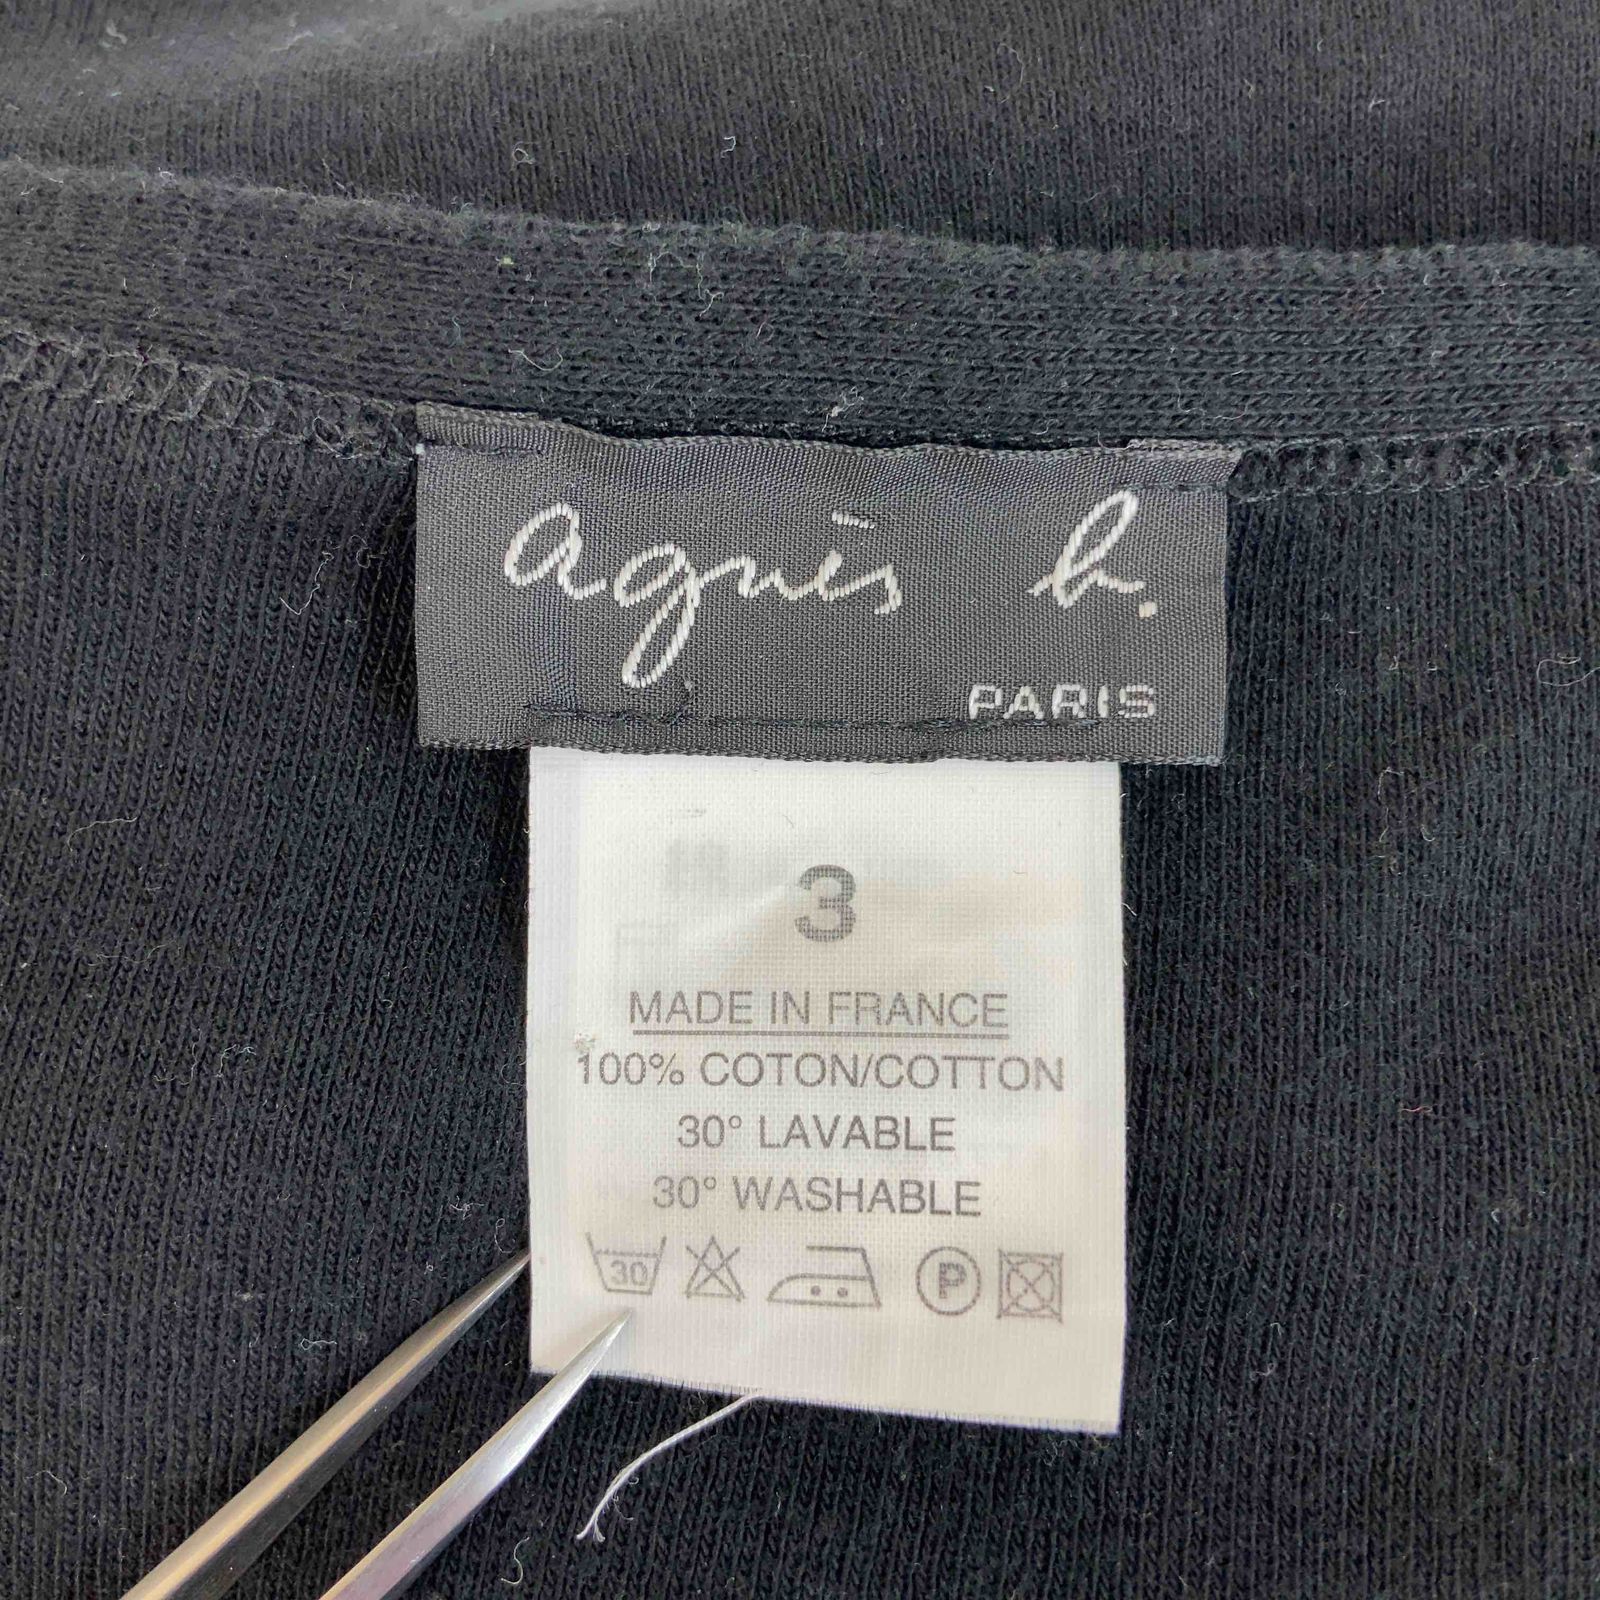 agnès b.
PARIS
3
MADE IN FRANCE
100% COTON/COTTON
30° LAVABLE
30° WASHABLE
30 P